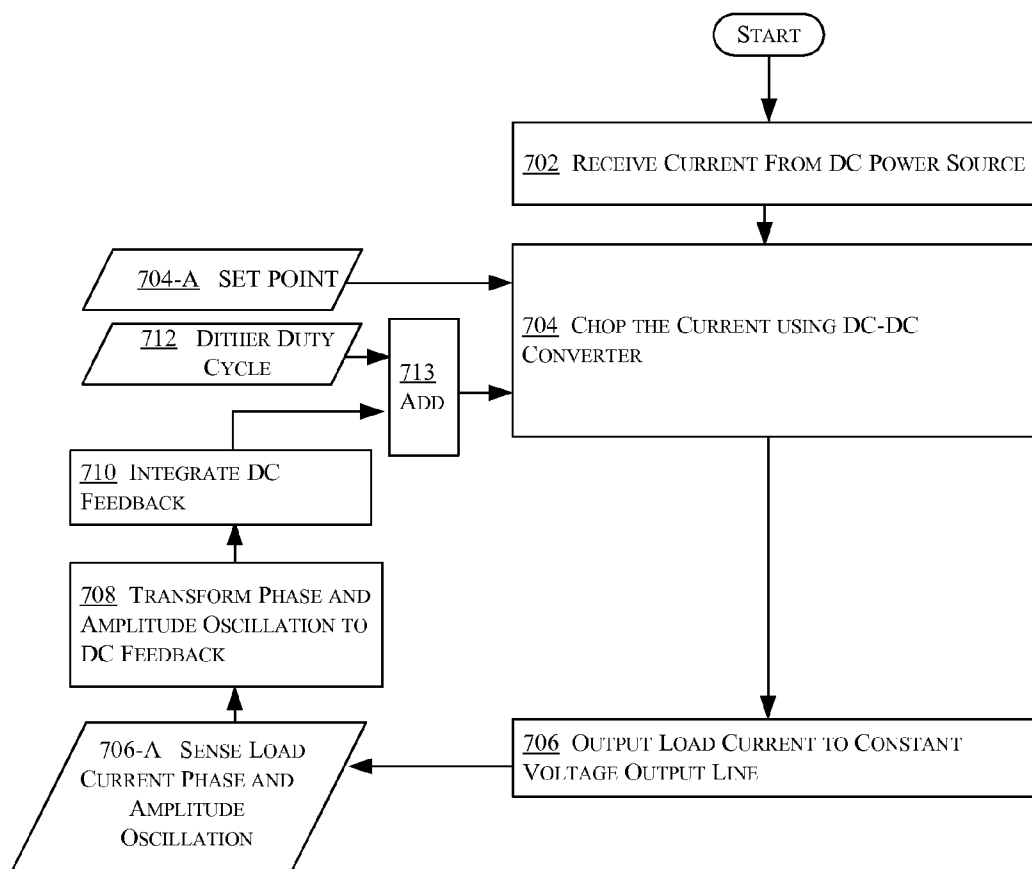 START
702 RECEIVE CURRENT FROM DC POWER SOURCE
704-A SET POINT
712 DITHER DUTY
CYCLE
713
ADD
704 CHOP THE CURRENT USING DC-DC
CONVERTER
710 INTEGRATE DC
FEEDBACK
708 TRANSFORM PHASE AND
AMPLITUDE OSCILLATION TO
DC FEEDBACK
706-A SENSE LOAD
CURRENT PHASE AND
AMPLITUDE
OSCILLATION
706 OUTPUT LOAD CURRENT TO CONSTANT
VOLTAGE OUTPUT LINE